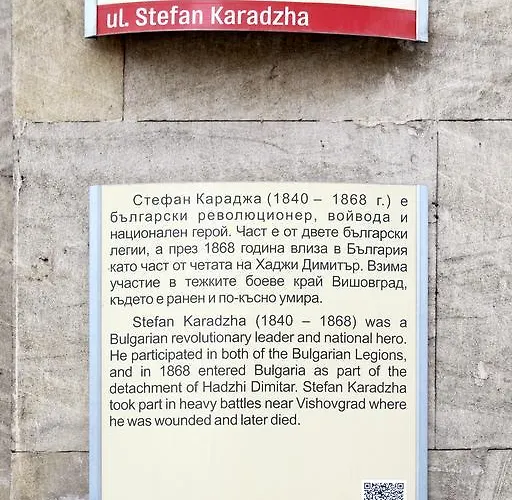 ul. Stefan Karadzha
Стефан Караджа (1840 – 1868 г.) е
български революционер, войвода и
национален герой. Част е от двете български
легии, а през 1868 година влиза в България
като част от четата на Хаджи Димитър. Взима
участие в тежките боеве край Вишовград,
където е ранен и по-късно умира.
Stefan Karadzha (1840 – 1868) was a
Bulgarian revolutionary leader and national hero.
He participated in both of the Bulgarian Legions,
and in 1868 entered Bulgaria as part of the
detachment of Hadzhi Dimitar. Stefan Karadzha
took part in heavy battles near Vishovgrad where
he was wounded and later died.